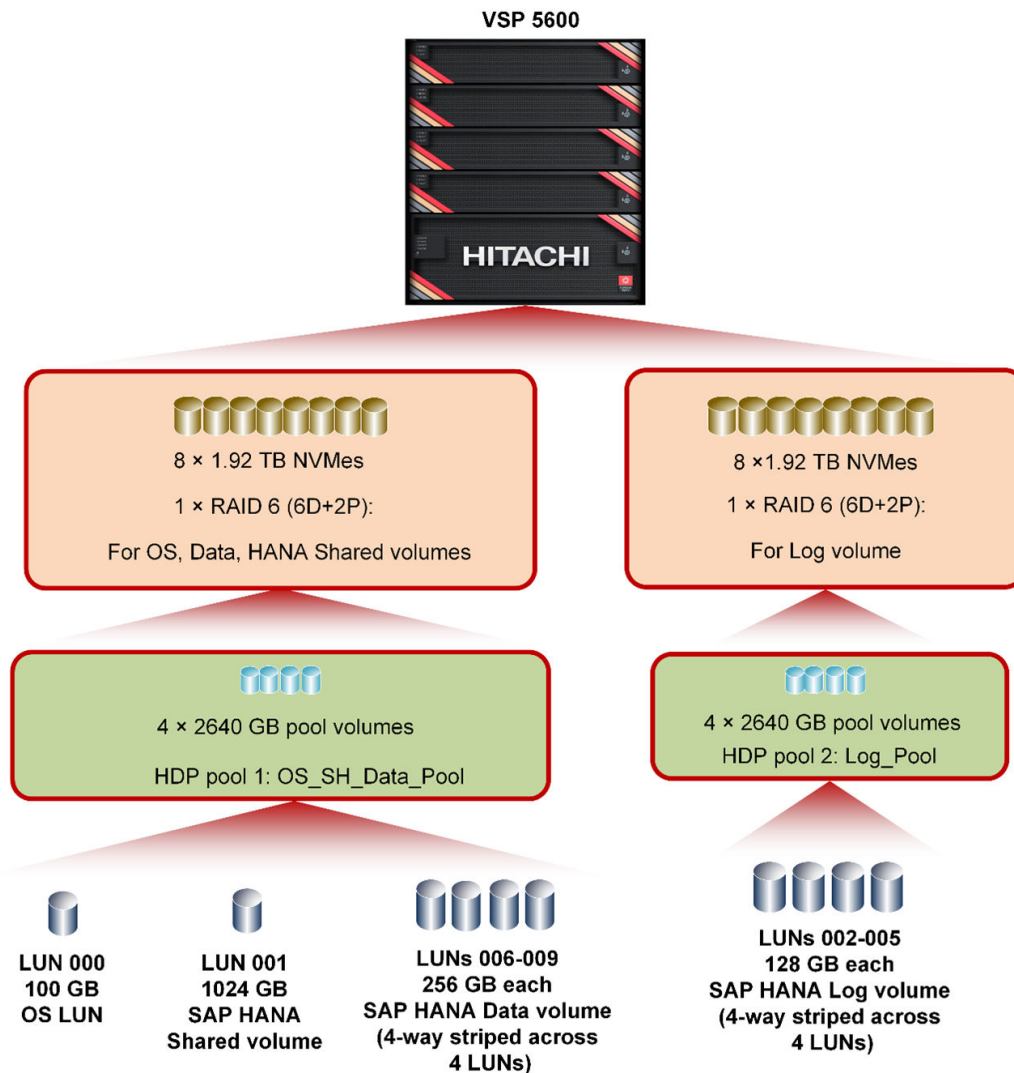 VSP 5600
HITACHI
8 × 1.92 TB NVMes
1 × RAID 6 (6D+2P):
For OS, Data, HANA Shared volumes
8 ×1.92 TB NVMes
1 × RAID 6 (6D+2P):
For Log volume
4 × 2640 GB pool volumes
HDP pool 1: OS_SH_Data_Pool
4 × 2640 GB pool volumes
HDP pool 2: Log_Pool
LUN 000
100 GB
OS LUN
LUN 001
1024 GB
SAP HANA
Shared volume
LUNs 006-009
256 GB each
SAP HANA Data volume
(4-way striped across
4 LUNs)
LUNs 002-005
128 GB each
SAP HANA Log volume
(4-way striped across
4 LUNs)